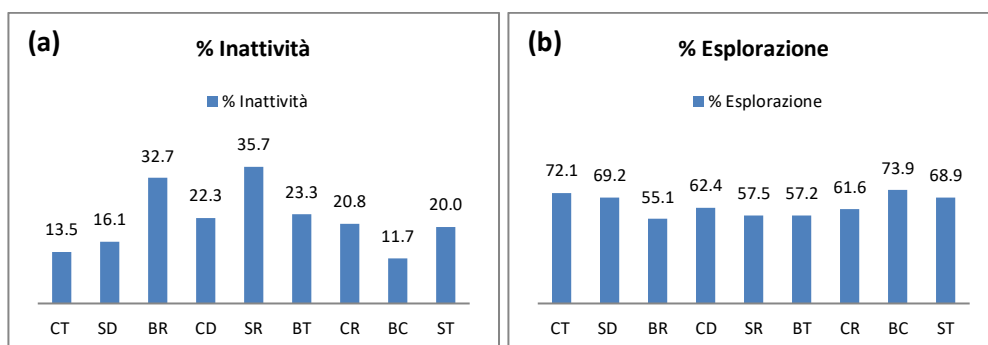 (a)
% Inattività
% Inattività
13.5 16.1 32.7 22.3 35.7 23.3 20.8 11.7 20.0
CT SD BR CD SR BT CR BC ST
(b)
% Esplorazione
% Esplorazione
72.1 69.2 55.1 62.4 57.5 57.2 61.6 73.9 68.9
CT SD BR CD SR BT CR BC ST